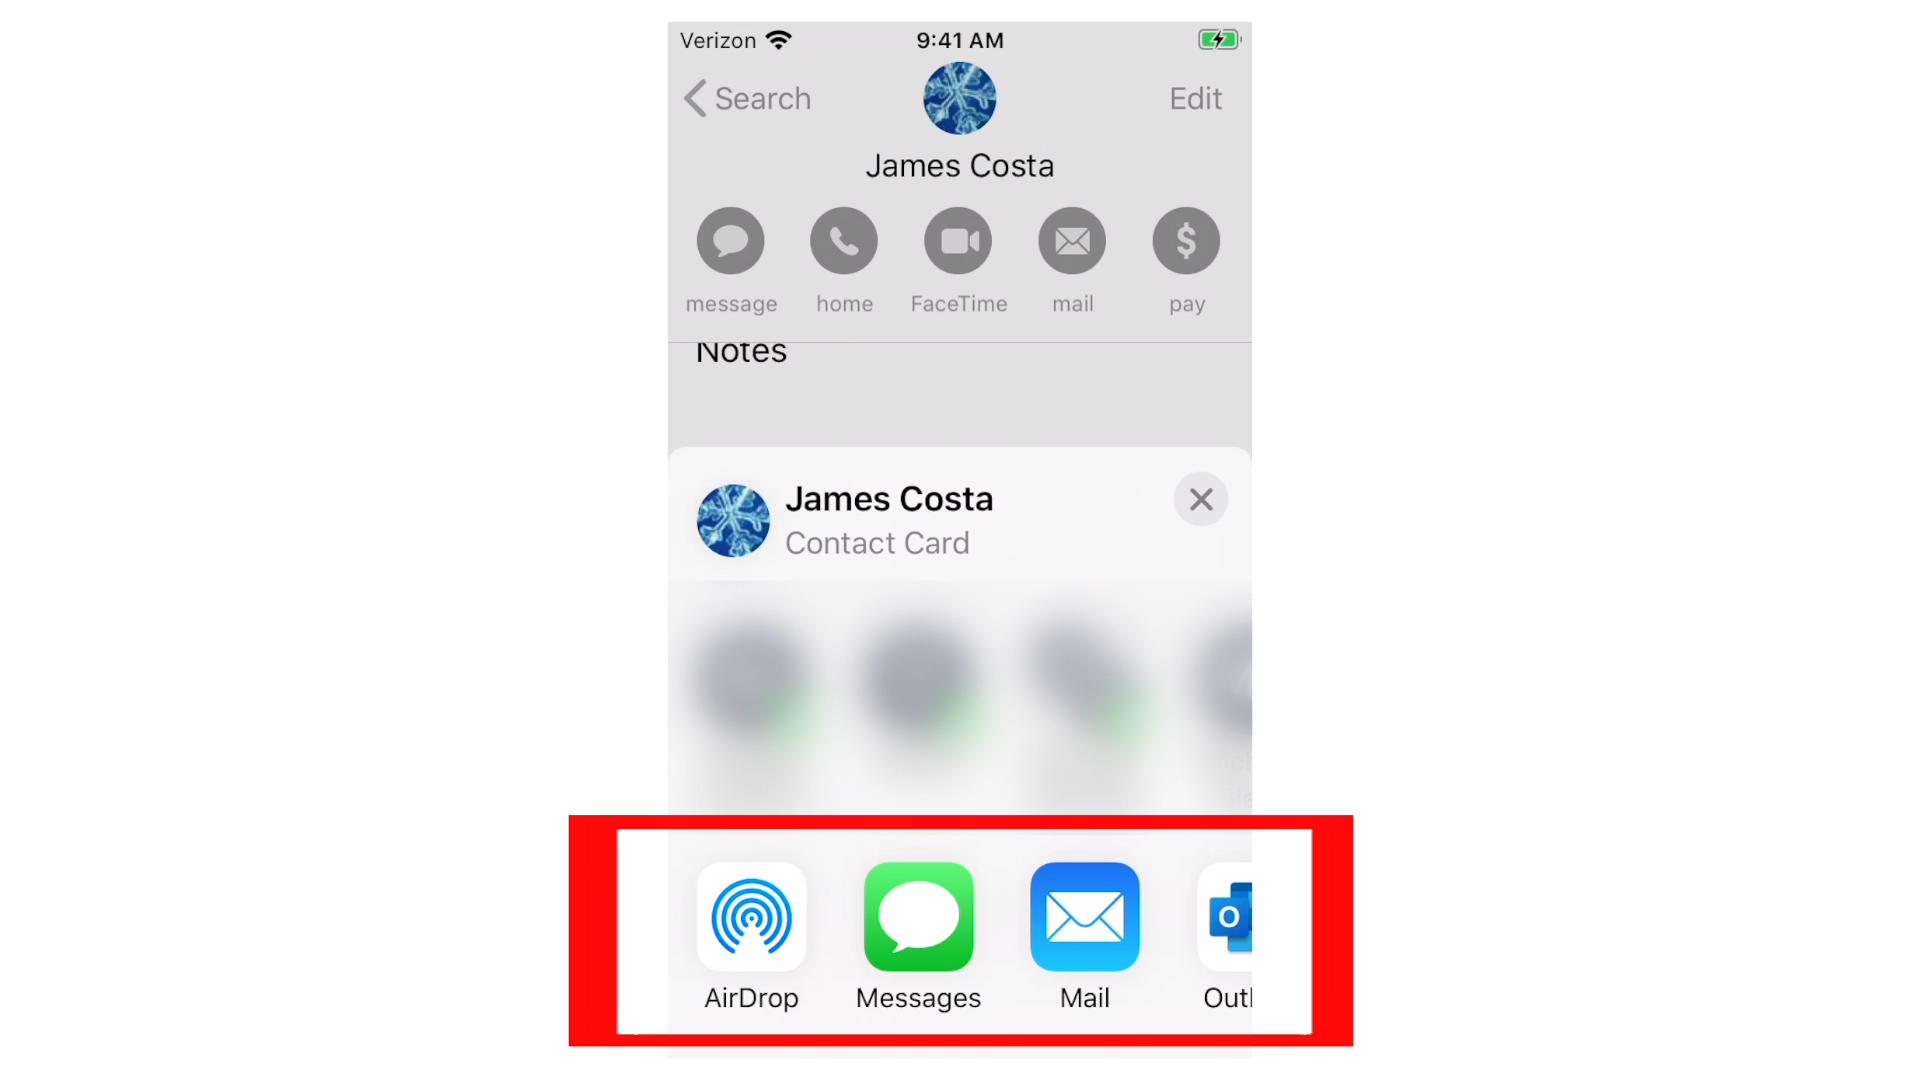 Verizon 9:41 AM
Search Edit
James Costa
message home FaceTime mail pay
Notes
James Costa
Contact Card
AirDrop Messages Mail Outl